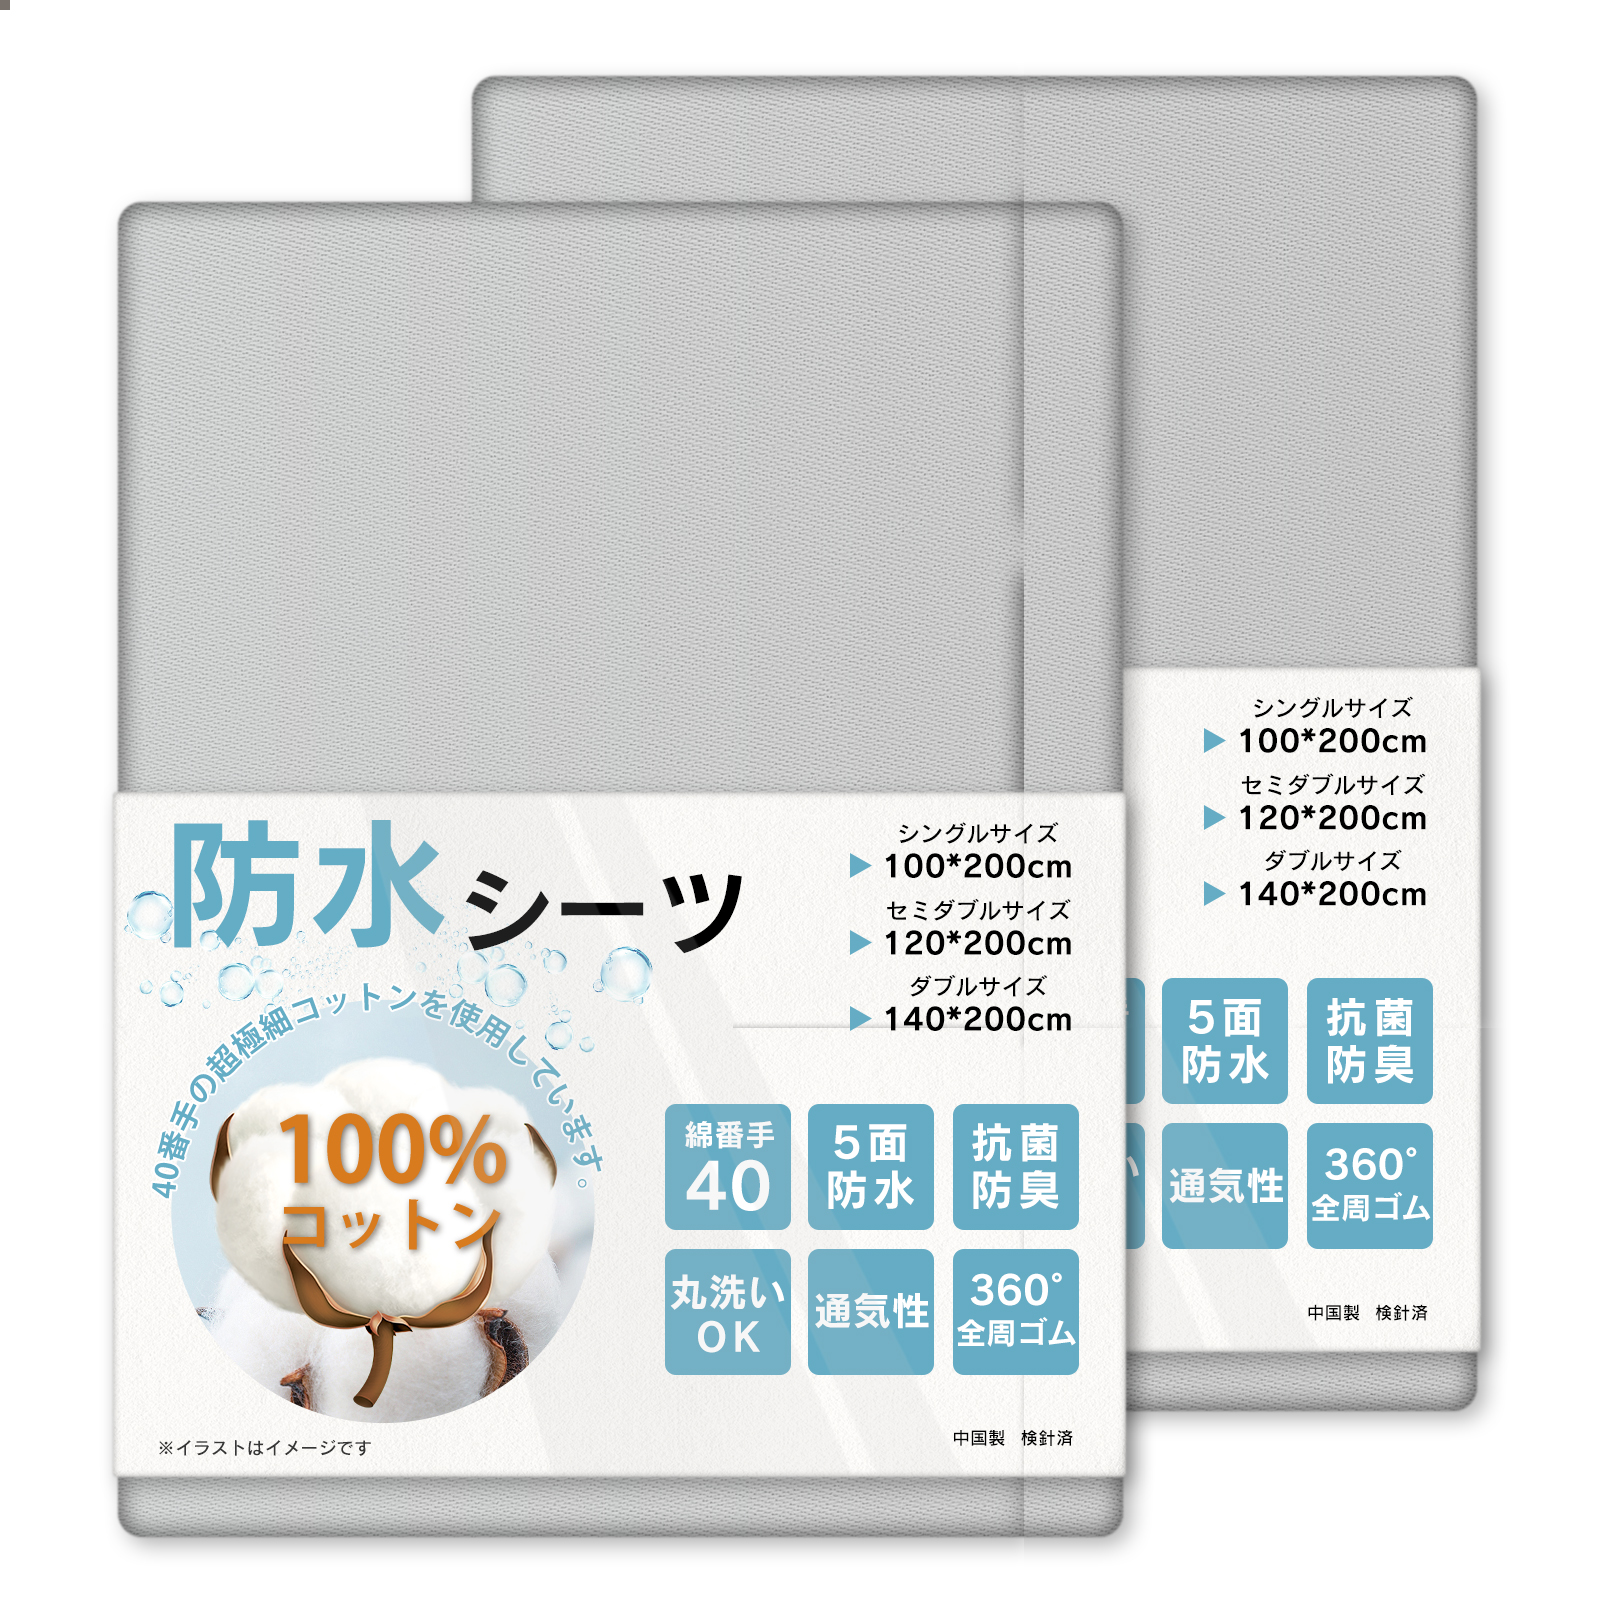 防水シーツ
シングルサイズ
100*200cm
セミダブルサイズ
120*200cm
ダブルサイズ
140*200cm
40番手の超極細コットンを使用しています。
100%
コットン
綿番手
40
5面
防水
抗菌
防臭
丸洗い
OK
通気性
360°
全周ゴム
※イラストはイメージです
中国製 検針済
シングルサイズ
100*200cm
セミダブルサイズ
120*200cm
ダブルサイズ
140*200cm
5面
防水
抗菌
防臭
い
通気性
360°
全周ゴム
中国製 検針済